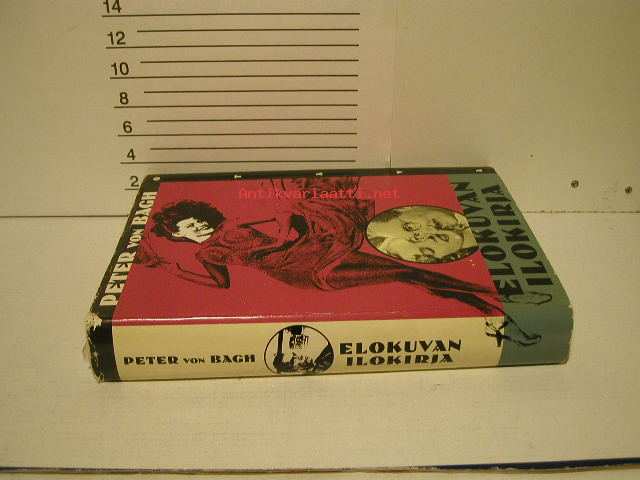 14
12
10
8
6
4
2
OTAVA
Antikvariaatti.net
PETER VON BAGH
ELOKUVAN
ILOKIRJA
PETER VON BAGH
ELOKUVAN
ILOKIRJA